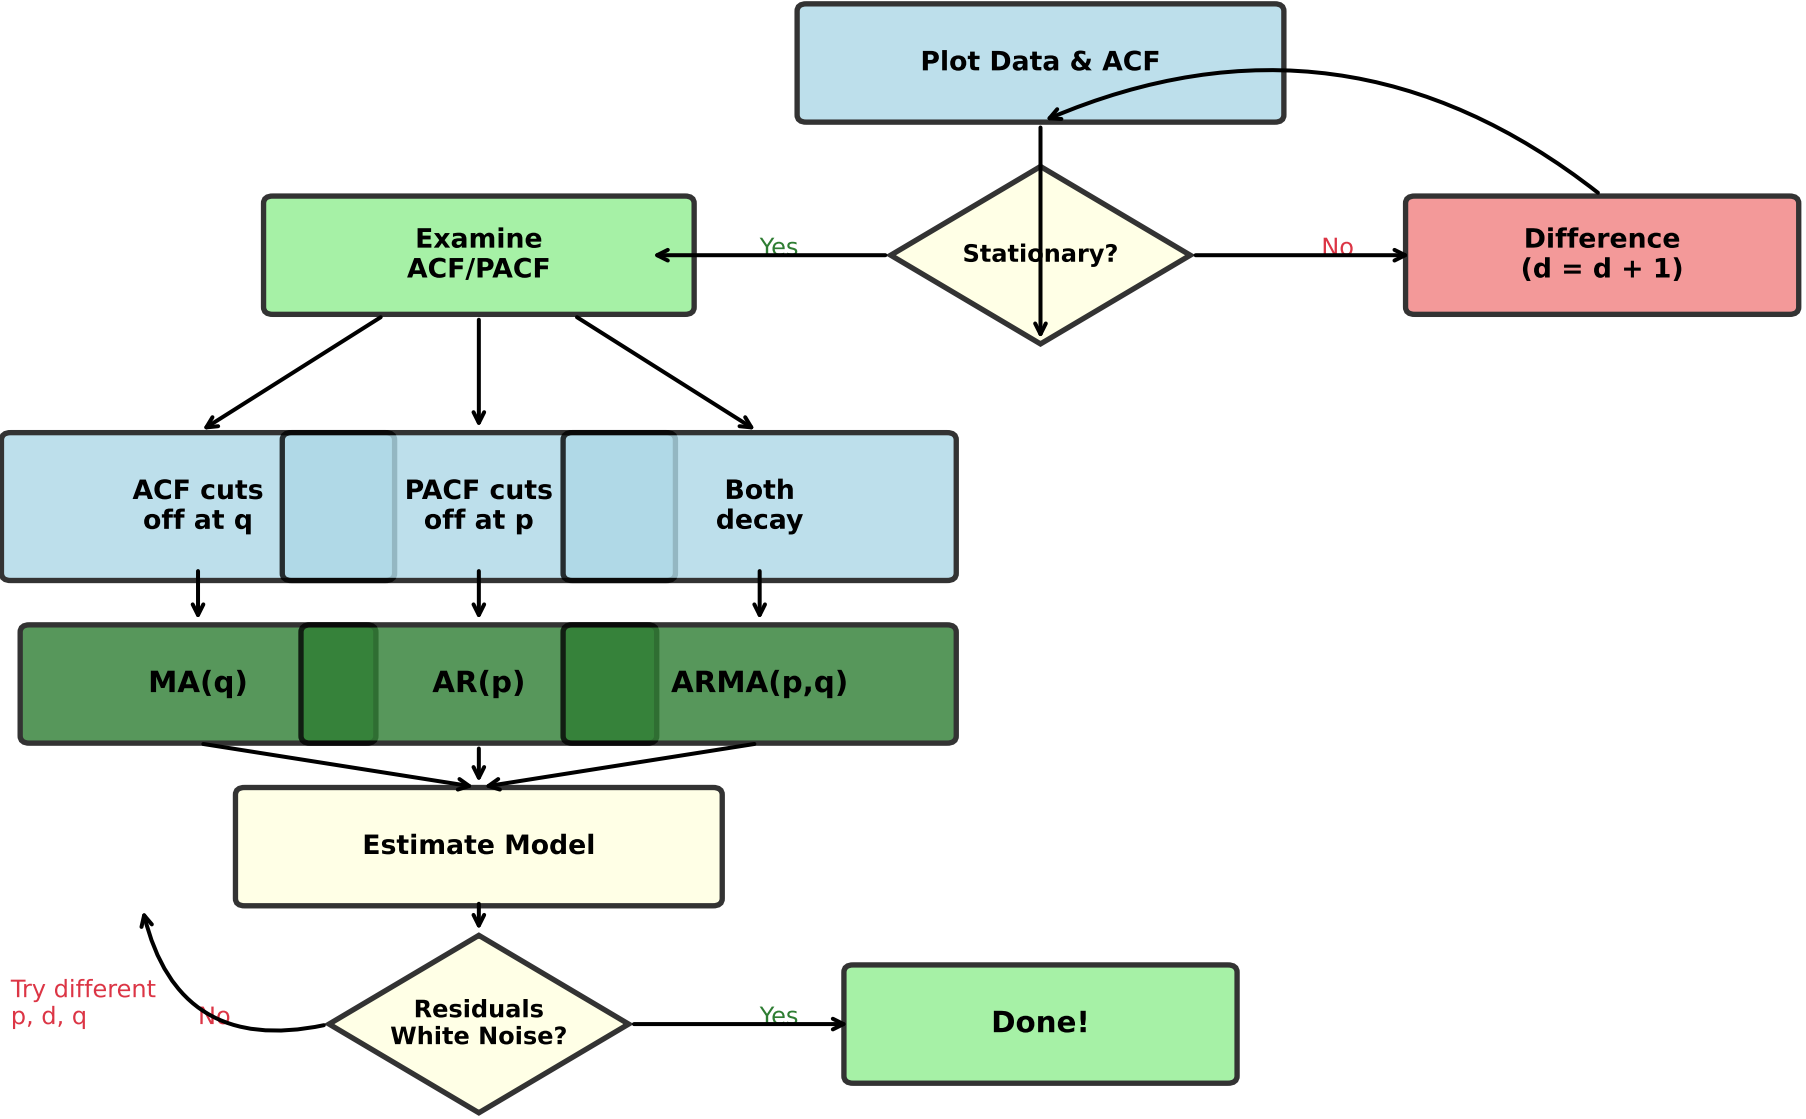 Plot Data & ACF
Examine
ACF/PACF
Yes
Stationary?
No
Difference
(d = d + 1)
ACF cuts
off at q
PACF cuts
off at p
Both
decay
MA(q)
AR(p)
ARMA(p,q)
Estimate Model
Try different
p, d, q
No
Residuals
White Noise?
Yes
Done!